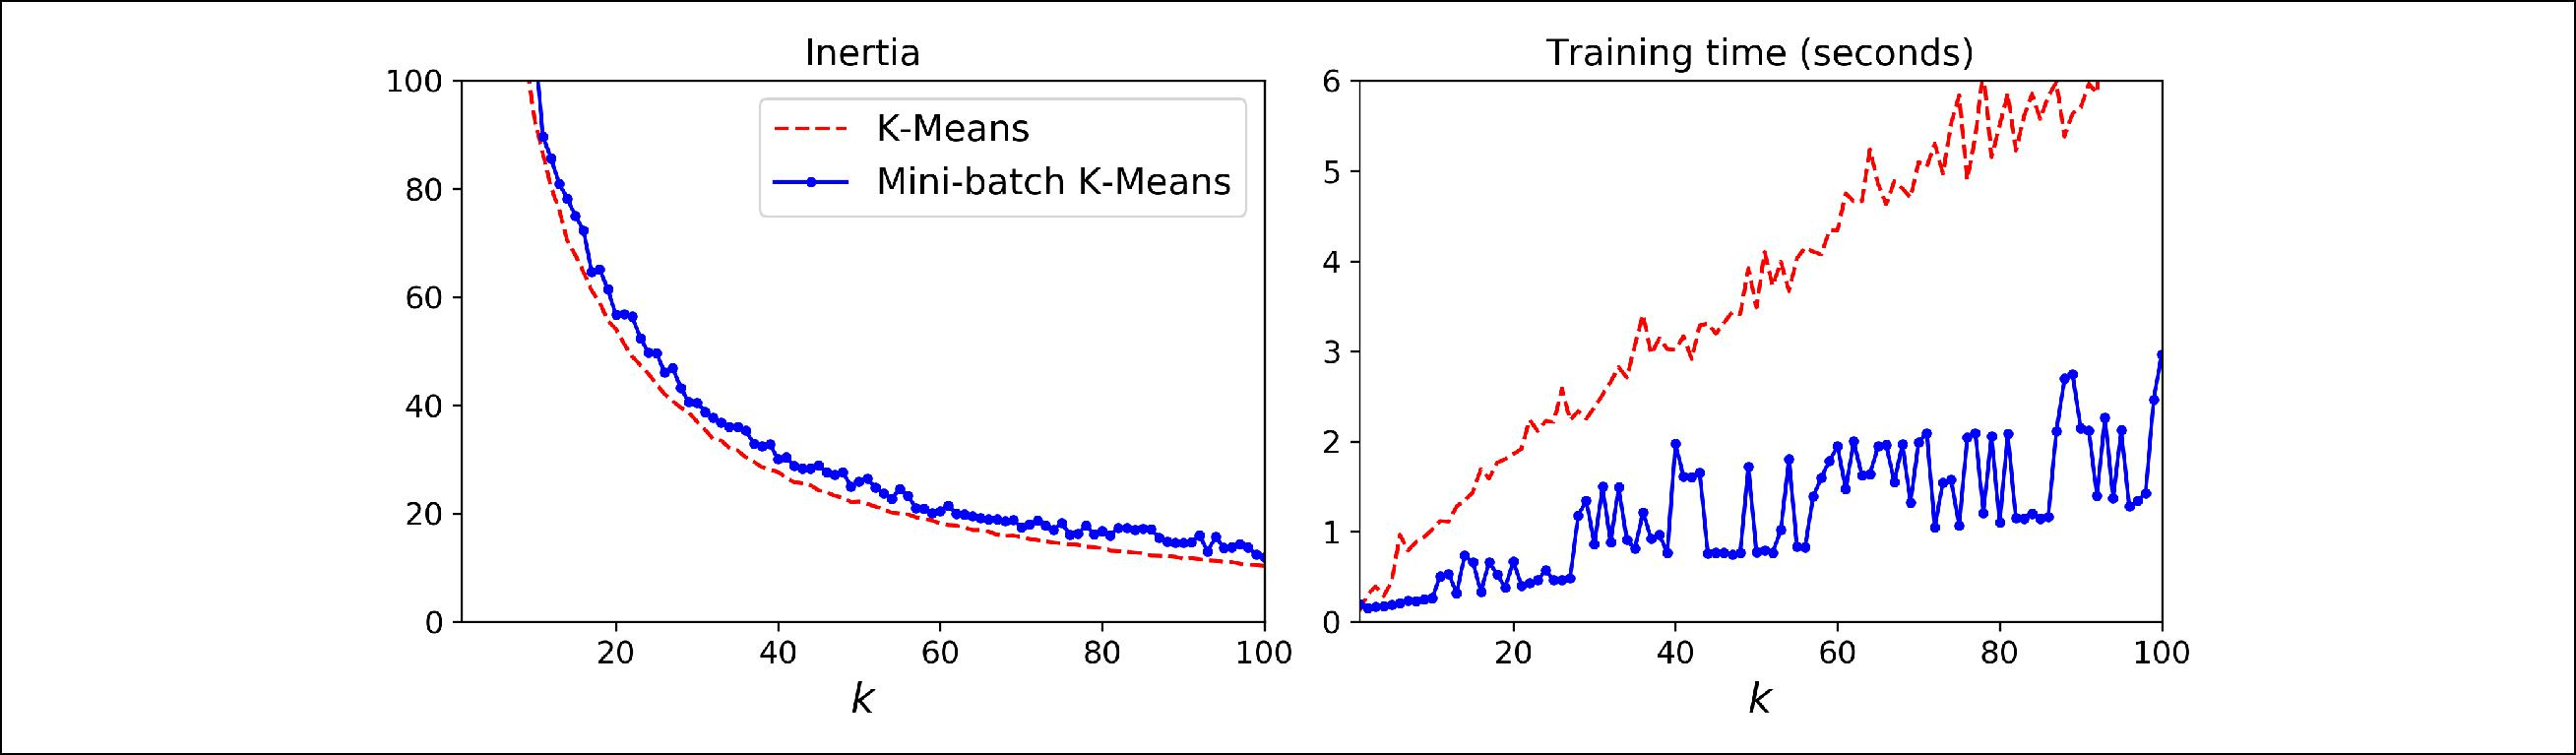 Inertia
100
80
60
40
20
0
K-Means
Mini-batch K-Means
20 40 60 80 100
k
Training time (seconds)
6
5
4
3
2
1
0
20 40 60 80 100
k